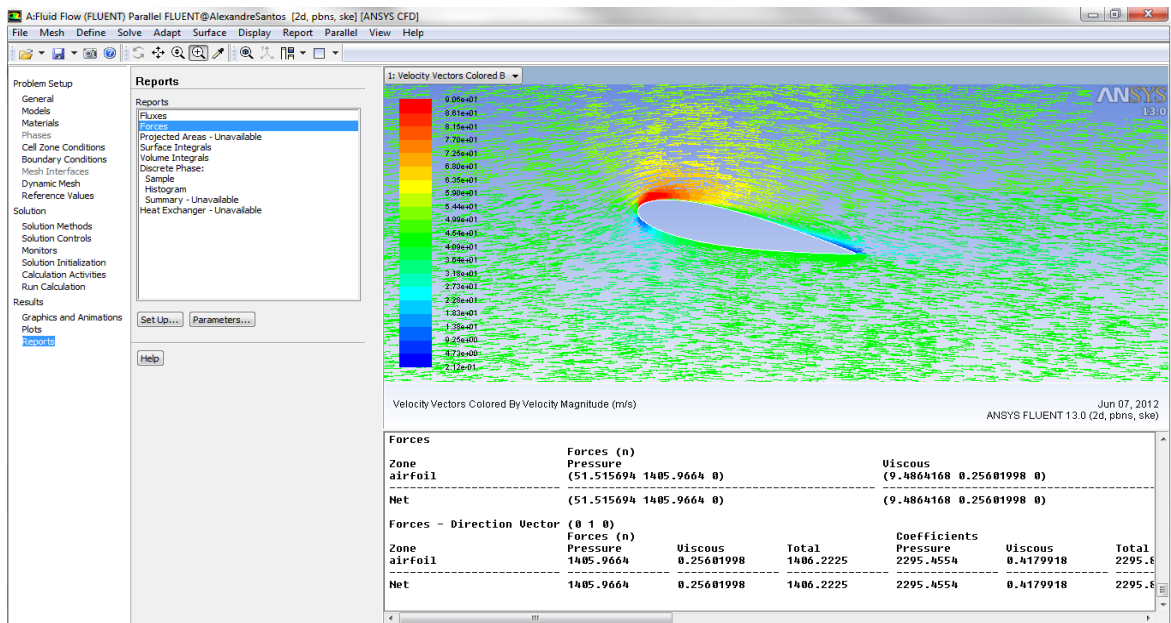 A:Fluid Flow (FLUENT) Parallel FLUENT@AlexandreSantos [2d, pbns, ske] [ANSYS CFD]
File Mesh Define Solve Adapt Surface Display Report Parallel View Help
Problem Setup
General
Models
Materials
Phases
Cell Zone Conditions
Boundary Conditions
Mesh Interfaces
Dynamic Mesh
Reference Values
Solution
Solution Methods
Solution Controls
Monitors
Solution Initialization
Calculation Activities
Run Calculation
Results
Graphics and Animations
Plots
Reports
Reports
Reports
Fluxes
Forces
Projected Areas - Unavailable
Surface Integrals
Volume Integrals
Discrete Phase:
Sample
Histogram
Summary - Unavailable
Heat Exchanger - Unavailable
Set Up... Parameters...
Help
1: Velocity Vectors Colored B
ANSYS
13.0
9.06e+01
8.61e+01
8.15e+01
7.70e+01
7.25e+01
6.80e+01
6.35e+01
5.90e+01
5.44e+01
4.99e+01
4.54e+01
4.09e+01
3.64e+01
3.18e+01
2.73e+01
2.28e+01
1.83e+01
1.38e+01
9.25e+00
4.73e+00
2.12e-01
Velocity Vectors Colored By Velocity Magnitude (m/s)
Jun 07, 2012
ANSYS FLUENT 13.0 (2d, pbns, ske)
Forces
Forces (n)
Zone Pressure Viscous
airfoil (51.515694 1405.9664 0) (9.4864168 0.25601998 0)
Net (51.515694 1405.9664 0) (9.4864168 0.25601998 0)
Forces - Direction Vector (0 1 0)
Forces (n) Coefficients
Zone Pressure Viscous Total Pressure Viscous Total
airfoil 1405.9664 0.25601998 1406.2225 2295.4554 0.4179918 2295.8
Net 1405.9664 0.25601998 1406.2225 2295.4554 0.4179918 2295.8